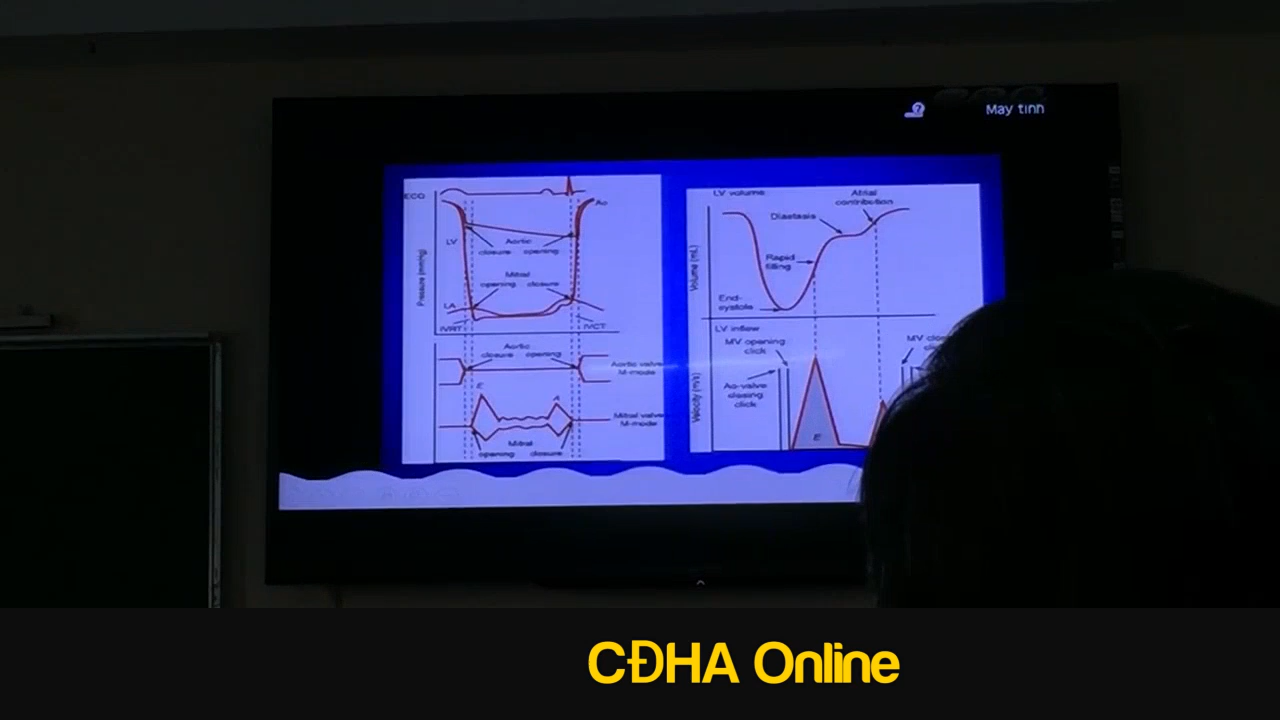 May tinh
ECG
Ao
LV
Aortic
closure opening
Mitral
opening closure
LA
IVRT
IVCT
Pressure (mmHg)
Aortic
closure opening
Aortic valve
M-mode
E
A
Mitral valve
M-mode
Mitral
opening closure
LV volume
Atrial
contribution
Diastasis
Rapid
filling
End-
systole
Volume (mL)
LV inflow
MV opening
click
MV
Ao-valve
closing
click
Velocity (m/s)
E
CĐHA Online